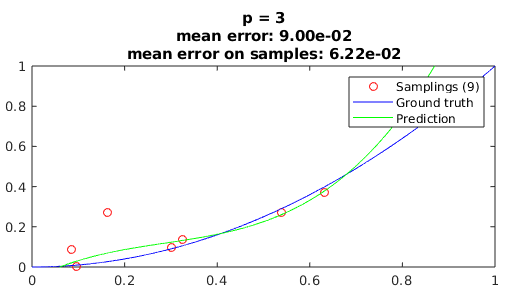 p = 3
mean error: 9.00e-02
mean error on samples: 6.22e-02
1
0.8
0.6
0.4
0.2
0
0
0.2
0.4
0.6
0.8
1
Samplings (9)
Ground truth
Prediction